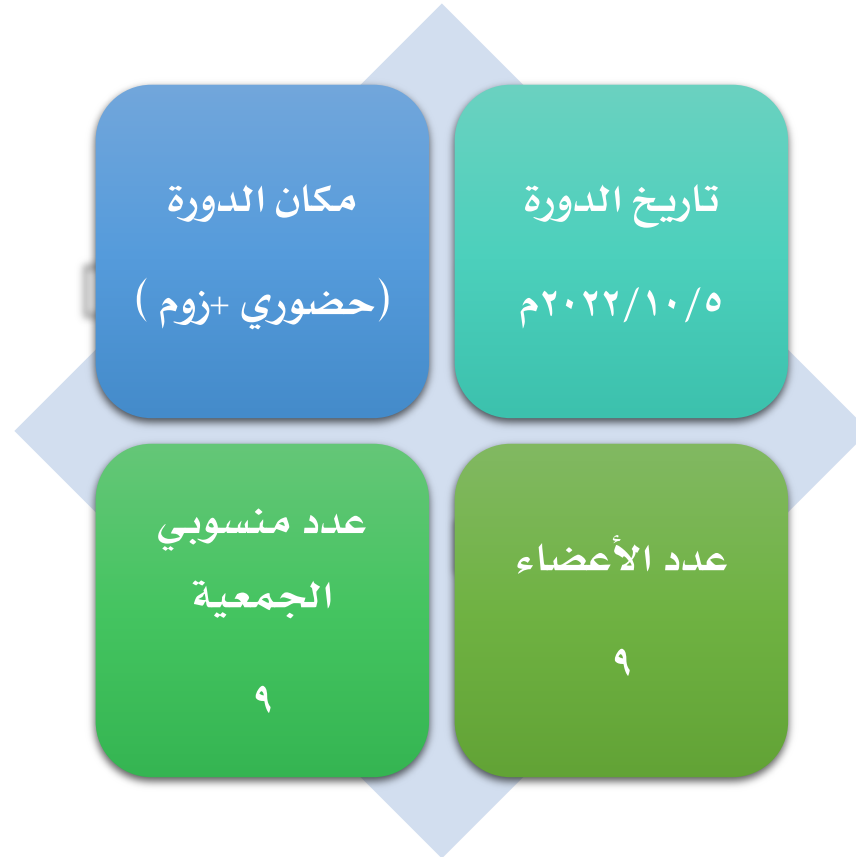 تاريخ الدورة
٢٠٢٢/١٠/٥م
مكان الدورة
(حضوري +زوم )
عدد الأعضاء
٩
عدد منسوبي
الجمعية
٩